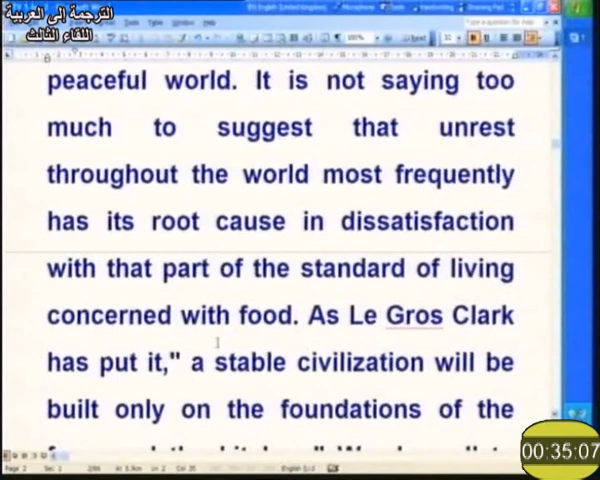 الترجمة إلى العربية
اللقاء الثالث
peaceful world. It is not saying too
much to suggest that unrest
throughout the world most frequently
has its root cause in dissatisfaction
with that part of the standard of living
concerned with food. As Le Gros Clark
has put it," a stable civilization will be
built only on the foundations of the
00:35:07